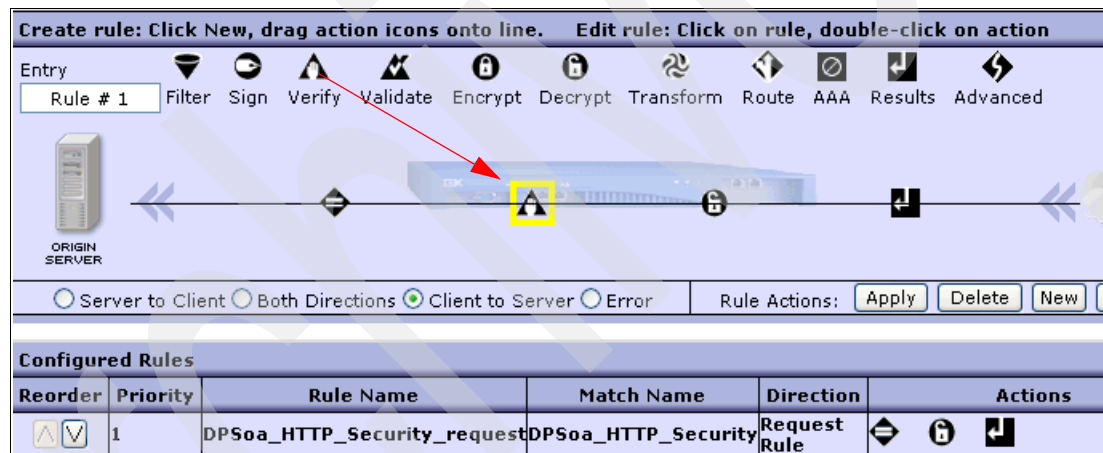 Create rule: Click New, drag action icons onto line. Edit rule: Click on rule, double-click on action
Entry
Rule # 1
Filter Sign Verify Validate Encrypt Decrypt Transform Route AAA Results Advanced
ORIGIN
SERVER
Server to Client Both Directions Client to Server Error Rule Actions: Apply Delete New
Configured Rules
Reorder Priority Rule Name Match Name Direction Actions
1 DPSoa_HTTP_Security_request DPSoa_HTTP_Security Request
Rule